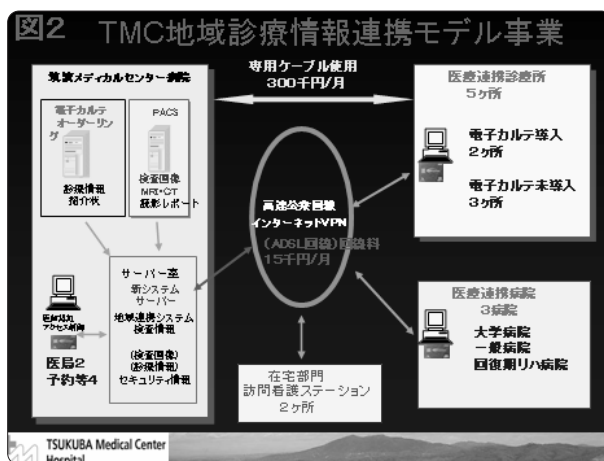 図2 TMC地域診療情報連携モデル事業
筑波メディカルセンター病院
電子カルテ
オーダーリン
グ
診療情報
紹介状
PACS
検査画像
MRI・CT
読影レポート
専用ケーブル使用
300千円/月
医療連携診療所
5ヶ所
電子カルテ導入
2ヶ所
電子カルテ未導入
3ヶ所
高速公衆回線
インターネットVPN
(ADSL回線)回線料
15千円/月
サーバー室
新システム
サーバー
地域連携システム
検査情報
(検査画像)
(診療情報)
セキュリティ情報
アクセス制御
医局2
予約等4
医療連携病院
3病院
大学病院
一般病院
回復期リハ病院
在宅部門
訪問看護ステーション
2ヶ所
TSUKUBA Medical Center
Hospital